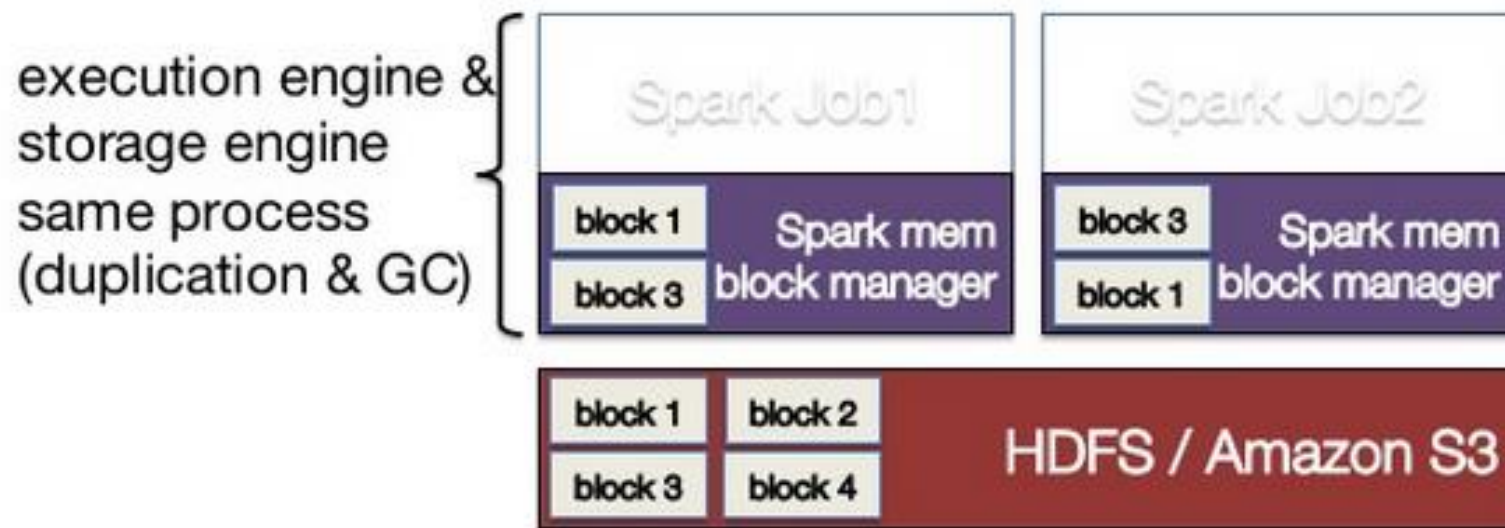 execution engine &
storage engine
same process
(duplication & GC)
Spark Job1
block 1
block 3
Spark mem
block manager
Spark Job2
block 3
block 1
Spark mem
block manager
block 1
block 2
block 3
block 4
HDFS / Amazon S3